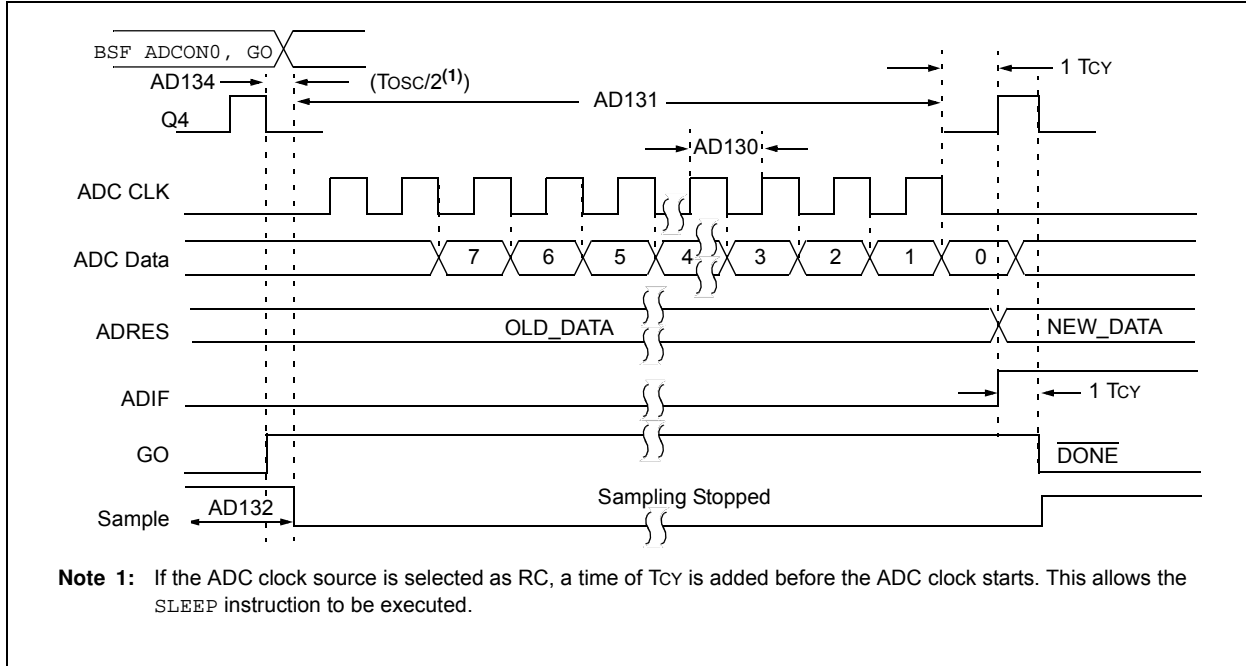 BSF ADCON0, GO
AD134
(TOSC/2(1))
1 TCY
AD131
Q4
AD130
ADC CLK
ADC Data
7 6 5 4 3 2 1 0
ADRES
OLD_DATA
NEW_DATA
ADIF
1 TCY
GO
DONE
Sampling Stopped
AD132
Sample
Note 1: If the ADC clock source is selected as RC, a time of TCY is added before the ADC clock starts. This allows the
SLEEP instruction to be executed.